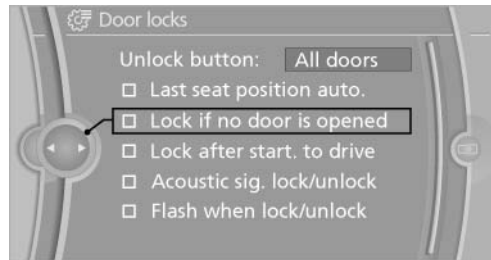 Door locks
Unlock button: All doors
Last seat position auto.
Lock if no door is opened
Lock after start. to drive
Acoustic sig. lock/unlock
Flash when lock/unlock